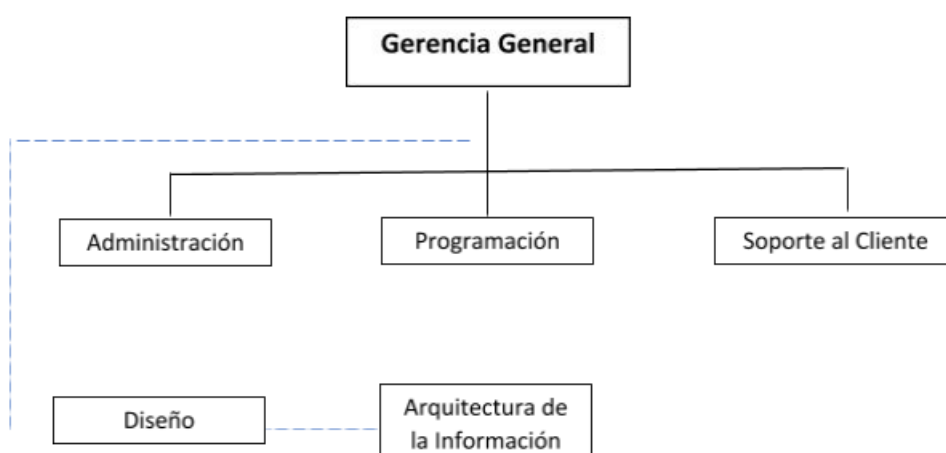 Gerencia General
Administración
Programación
Soporte al Cliente
Diseño
Arquitectura de
la Información